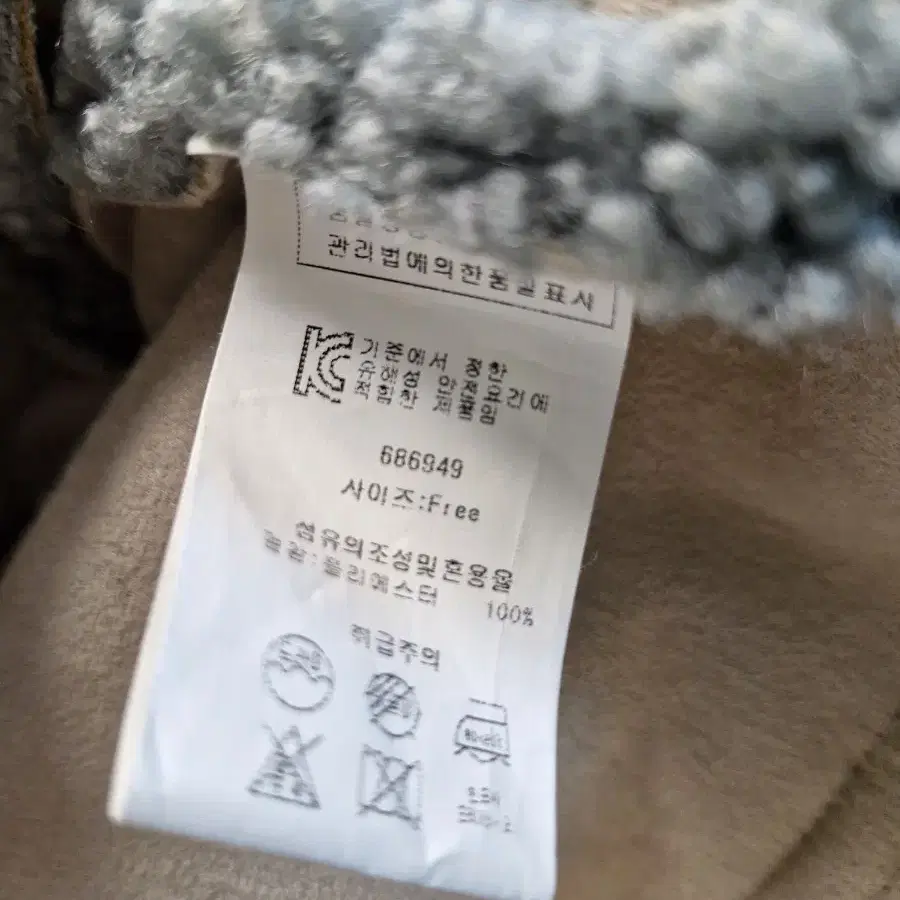 관리법에의한품질표시
KC 기준에서 정한
유해성 안전요건에
적합한 제품임
686949
사이즈:Free
섬유의조성및혼용율
폴리에스터 100%
취급주의